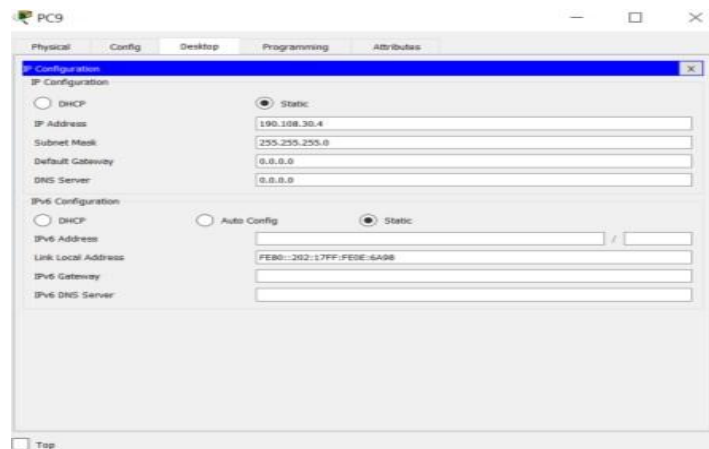 PC9
Physical Config Desktop Programming Attributes
IP Configuration
IP Configuration
DHCP Static
IP Address 190.108.30.4
Subnet Mask 255.255.255.0
Default Gateway 0.0.0.0
DNS Server 0.0.0.0
IPv6 Configuration
DHCP Auto Config Static
IPv6 Address /
Link Local Address FE80::202:17FF:FE0E:6A98
IPv6 Gateway
IPv6 DNS Server
Top